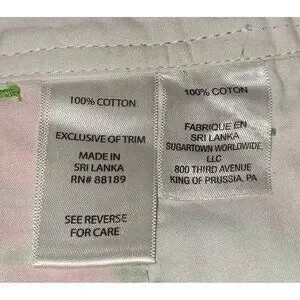 100% COTTON
EXCLUSIVE OF TRIM
MADE IN
SRI LANKA
RN# 88189
SEE REVERSE
FOR CARE
100% COTON
FABRIQUE EN
SRI LANKA
SUGARTOWN WORLDWIDE,
LLC
800 THIRD AVENUE
KING OF PRUSSIA, PA